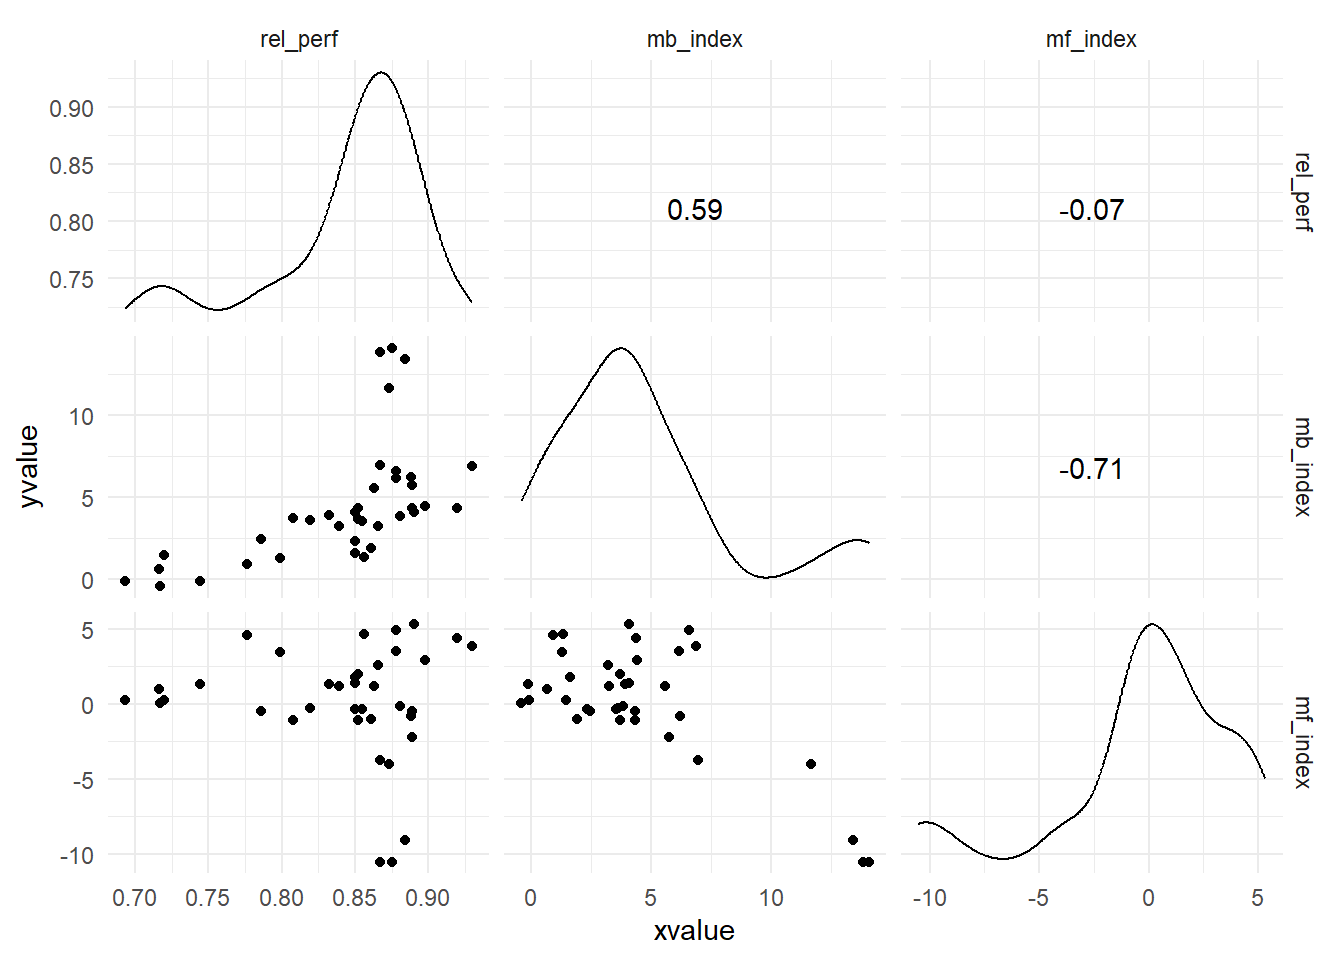 rel_perf mb_index mf_index
0.90
0.85
0.80
0.75
0.59
-0.07
rel_perf
10
5
0
-0.71
mb_index
5
0
-5
-10
mf_index
yvalue
0.70 0.75 0.80 0.85 0.90 0 5 10 -10 -5 0 5
xvalue